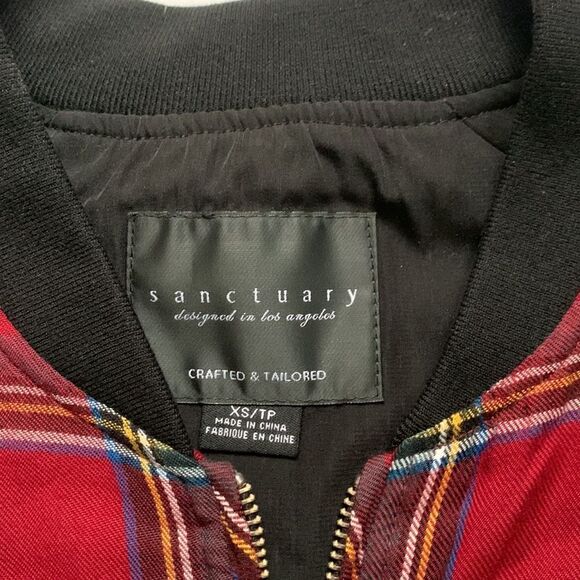 sanctuary
designed in los angeles
CRAFTED & TAILORED
XS/TP
MADE IN CHINA
FABRIQUE EN CHINE